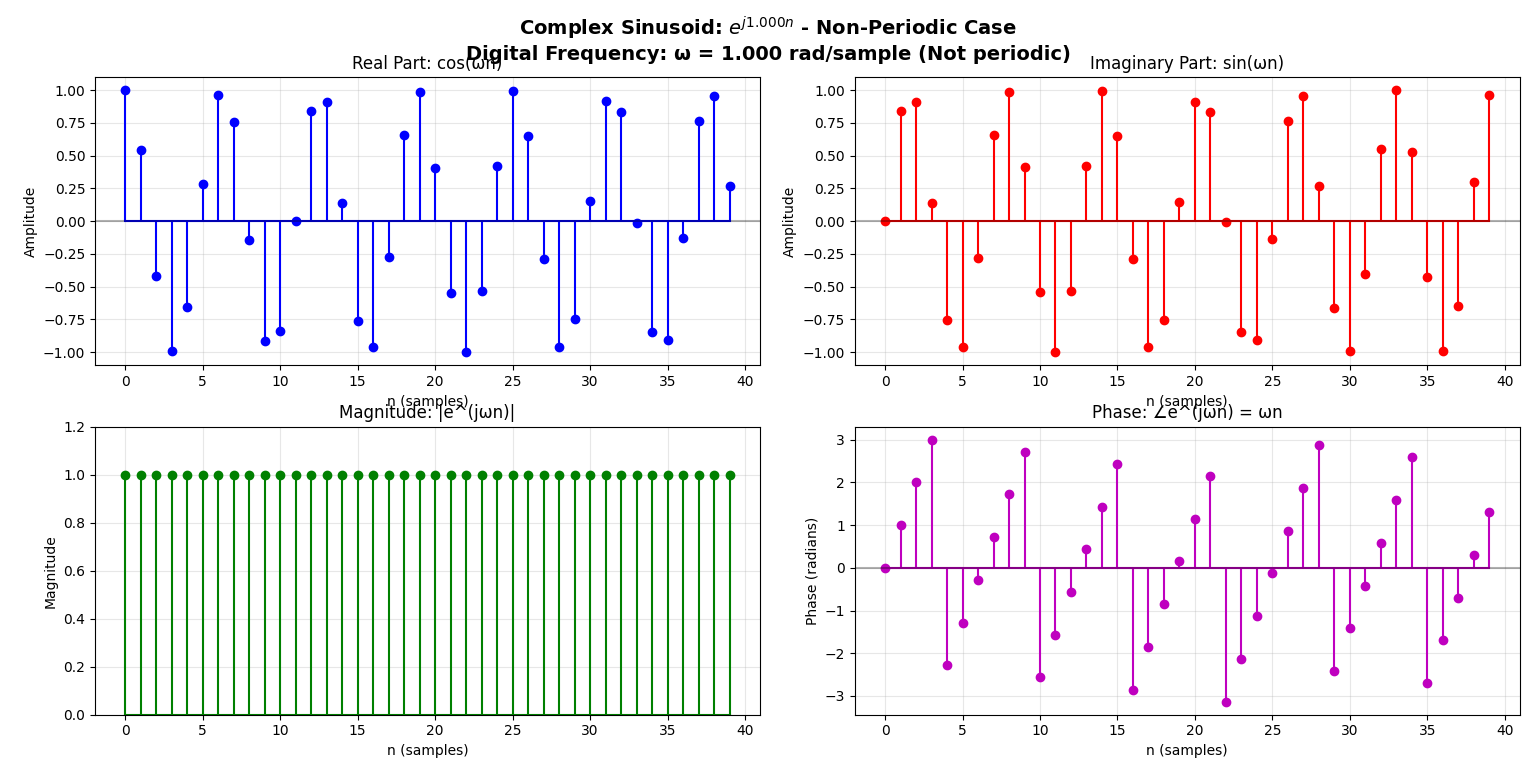 Complex Sinusoid: e^{j1.000n} - Non-Periodic Case
Digital Frequency: ω = 1.000 rad/sample (Not periodic)
Real Part: cos(ωn)
Amplitude
1.00
0.75
0.50
0.25
0.00
−0.25
−0.50
−0.75
−1.00
0 5 10 15 20 25 30 35 40
n (samples)
Imaginary Part: sin(ωn)
Amplitude
1.00
0.75
0.50
0.25
0.00
−0.25
−0.50
−0.75
−1.00
0 5 10 15 20 25 30 35 40
n (samples)
Magnitude: |e^(jωn)|
Magnitude
1.2
1.0
0.8
0.6
0.4
0.2
0.0
0 5 10 15 20 25 30 35 40
n (samples)
Phase: ∠e^(jωn) = ωn
Phase (radians)
3
2
1
0
−1
−2
−3
0 5 10 15 20 25 30 35 40
n (samples)